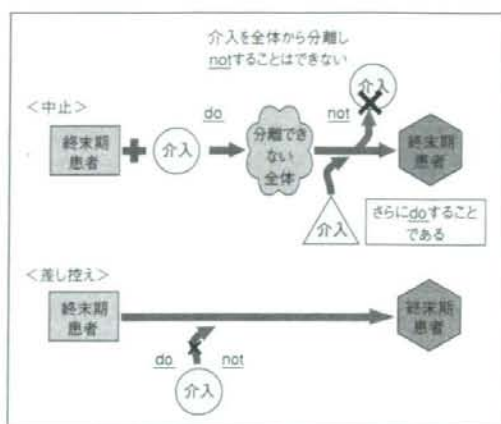 介入を全体から分離し
notすることはできない
<中止>
介入
do
not
終末期
患者
介入
分離でき
ない
全体
終末期
患者
介入
さらにdoすること
である
<差し控え>
終末期
患者
終末期
患者
do
not
介入